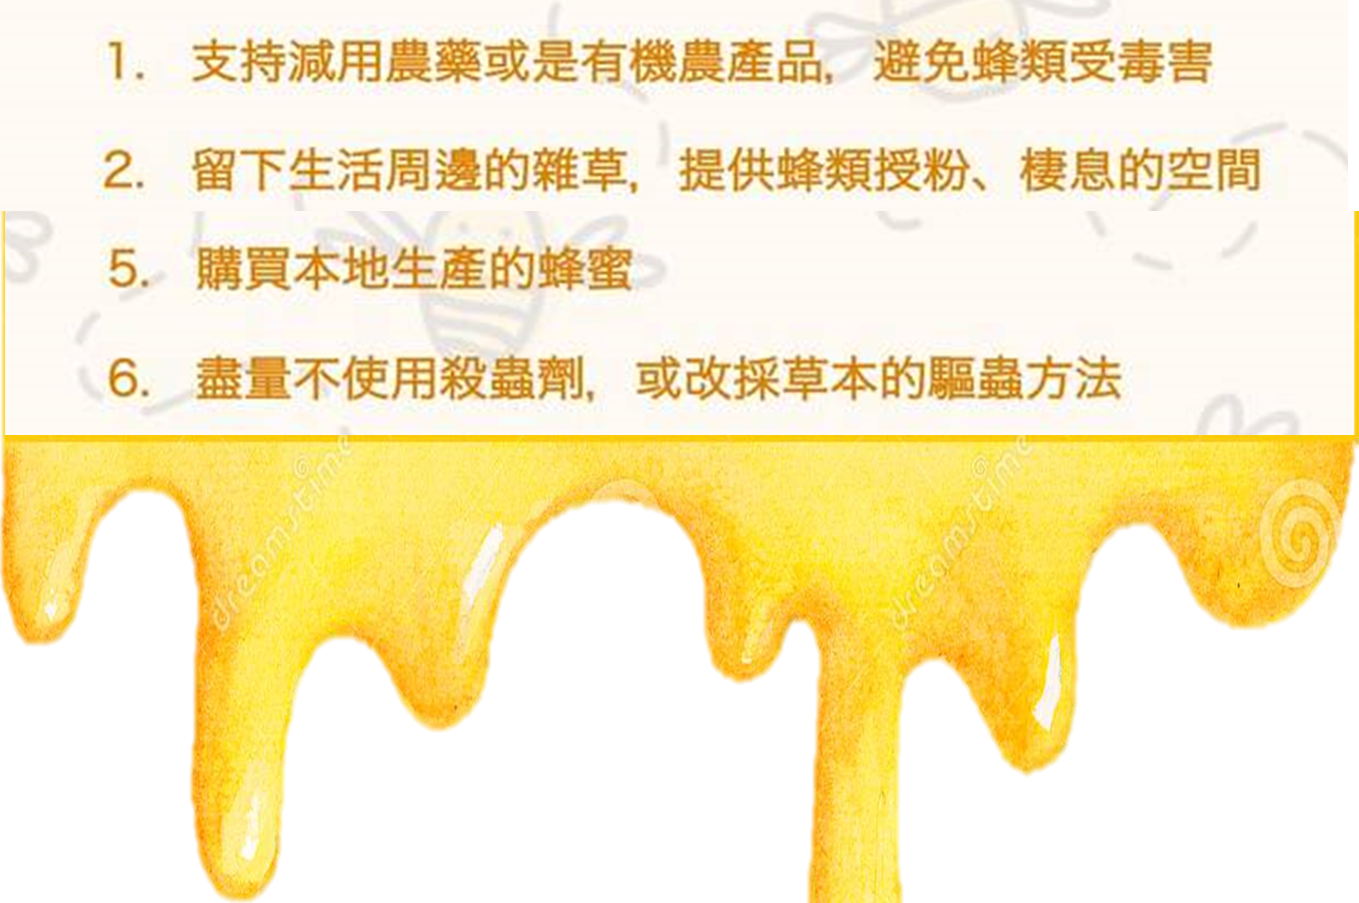 1. 支持減用農藥或是有機農產品，避免蜂類受毒害
2. 留下生活周邊的雜草，提供蜂類授粉、棲息的空間
5. 購買本地生產的蜂蜜
6. 盡量不使用殺蟲劑，或改採草本的驅蟲方法
dreamstime
dreamstime